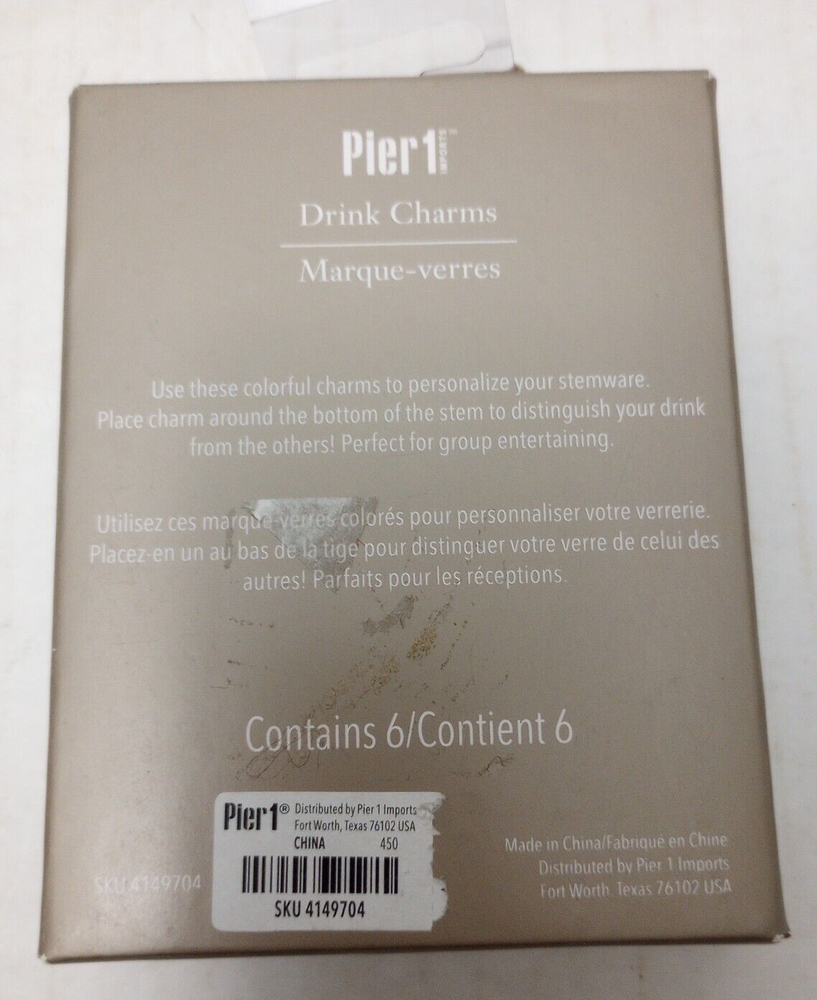 Pier 1 IMPORTS™
Drink Charms
Marque-verres
Use these colorful charms to personalize your stemware.
Place charm around the bottom of the stem to distinguish your drink
from the others! Perfect for group entertaining.
Utilisez ces marque-verres colorés pour personnaliser votre verrerie.
Placez-en un au bas de la tige pour distinguer votre verre de celui des
autres! Parfaits pour les réceptions.
Contains 6/Contient 6
Pier 1® Distributed by Pier 1 Imports
Fort Worth, Texas 76102 USA
CHINA 450
SKU 4149704
SKU 4149704
Made in China/Fabriqué en Chine
Distributed by Pier 1 Imports
Fort Worth, Texas 76102 USA